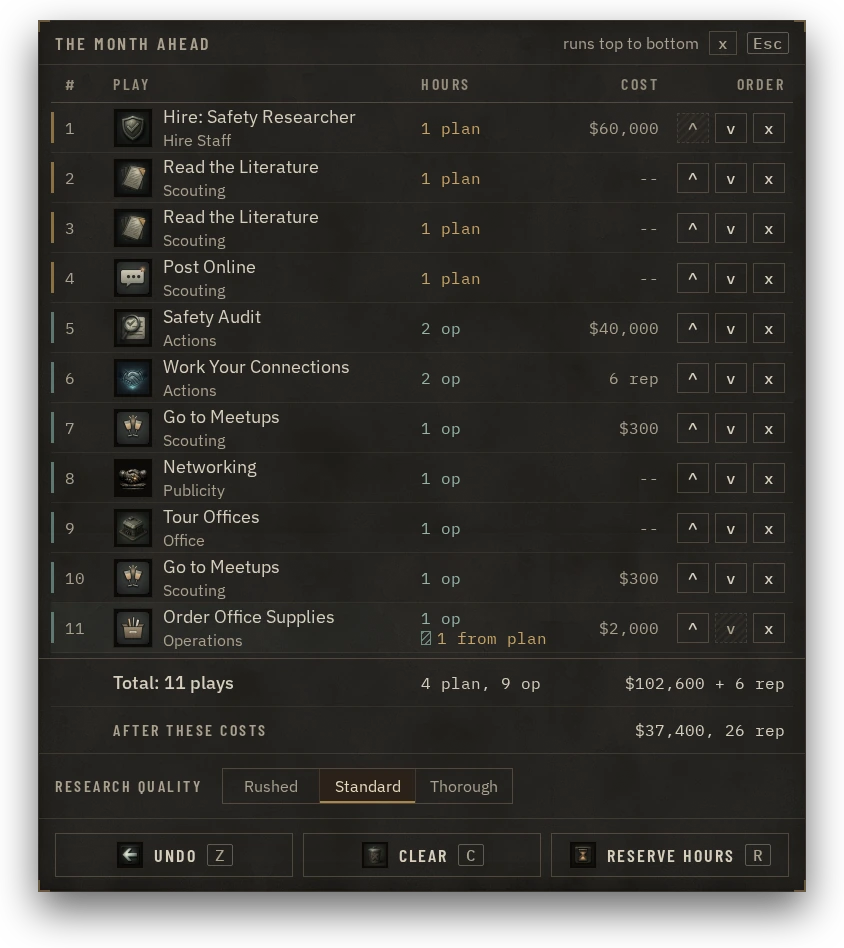 THE MONTH AHEAD runs top to bottom x Esc
# PLAY HOURS COST ORDER
1 Hire: Safety Researcher 1 plan $60,000 ^ v x
Hire Staff
2 Read the Literature 1 plan -- ^ v x
Scouting
3 Read the Literature 1 plan -- ^ v x
Scouting
4 Post Online 1 plan -- ^ v x
Scouting
5 Safety Audit 2 op $40,000 ^ v x
Actions
6 Work Your Connections 2 op 6 rep ^ v x
Actions
7 Go to Meetups 1 op $300 ^ v x
Scouting
8 Networking 1 op -- ^ v x
Publicity
9 Tour Offices 1 op -- ^ v x
Office
10 Go to Meetups 1 op $300 ^ v x
Scouting
11 Order Office Supplies 1 op $2,000 ^ v x
Operations 1 from plan
Total: 11 plays 4 plan, 9 op $102,600 + 6 rep
AFTER THESE COSTS $37,400, 26 rep
RESEARCH QUALITY Rushed Standard Thorough
UNDO Z CLEAR C RESERVE HOURS R